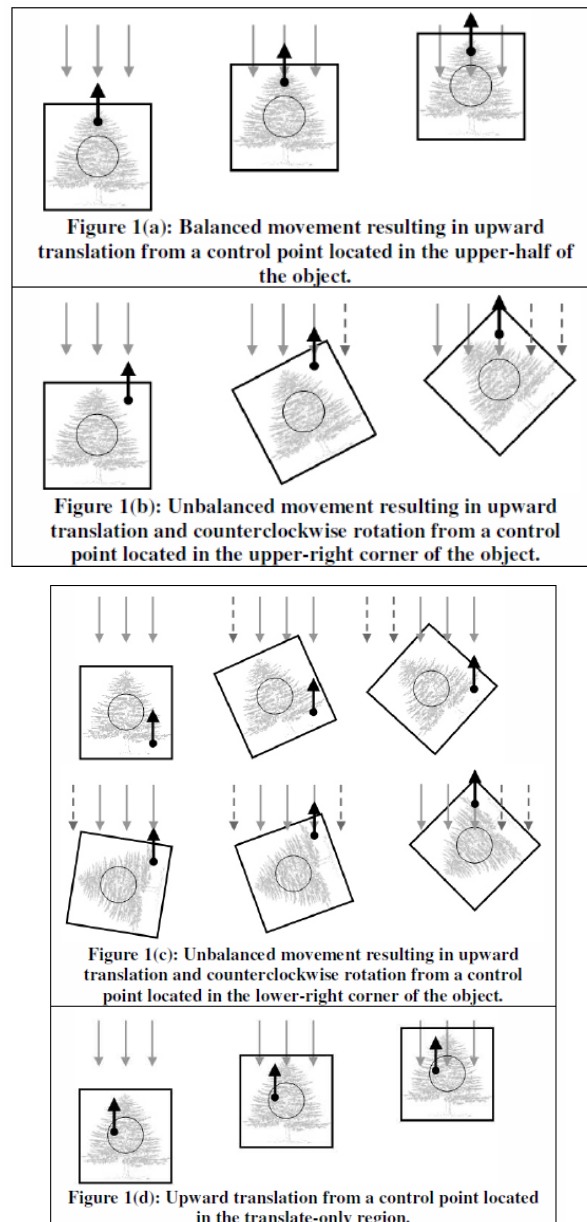 Figure 1(a): Balanced movement resulting in upward
translation from a control point located in the upper-half of
the object.
Figure 1(b): Unbalanced movement resulting in upward
translation and counterclockwise rotation from a control
point located in the upper-right corner of the object.
Figure 1(c): Unbalanced movement resulting in upward
translation and counterclockwise rotation from a control
point located in the lower-right corner of the object.
Figure 1(d): Upward translation from a control point located
in the translate-only region.